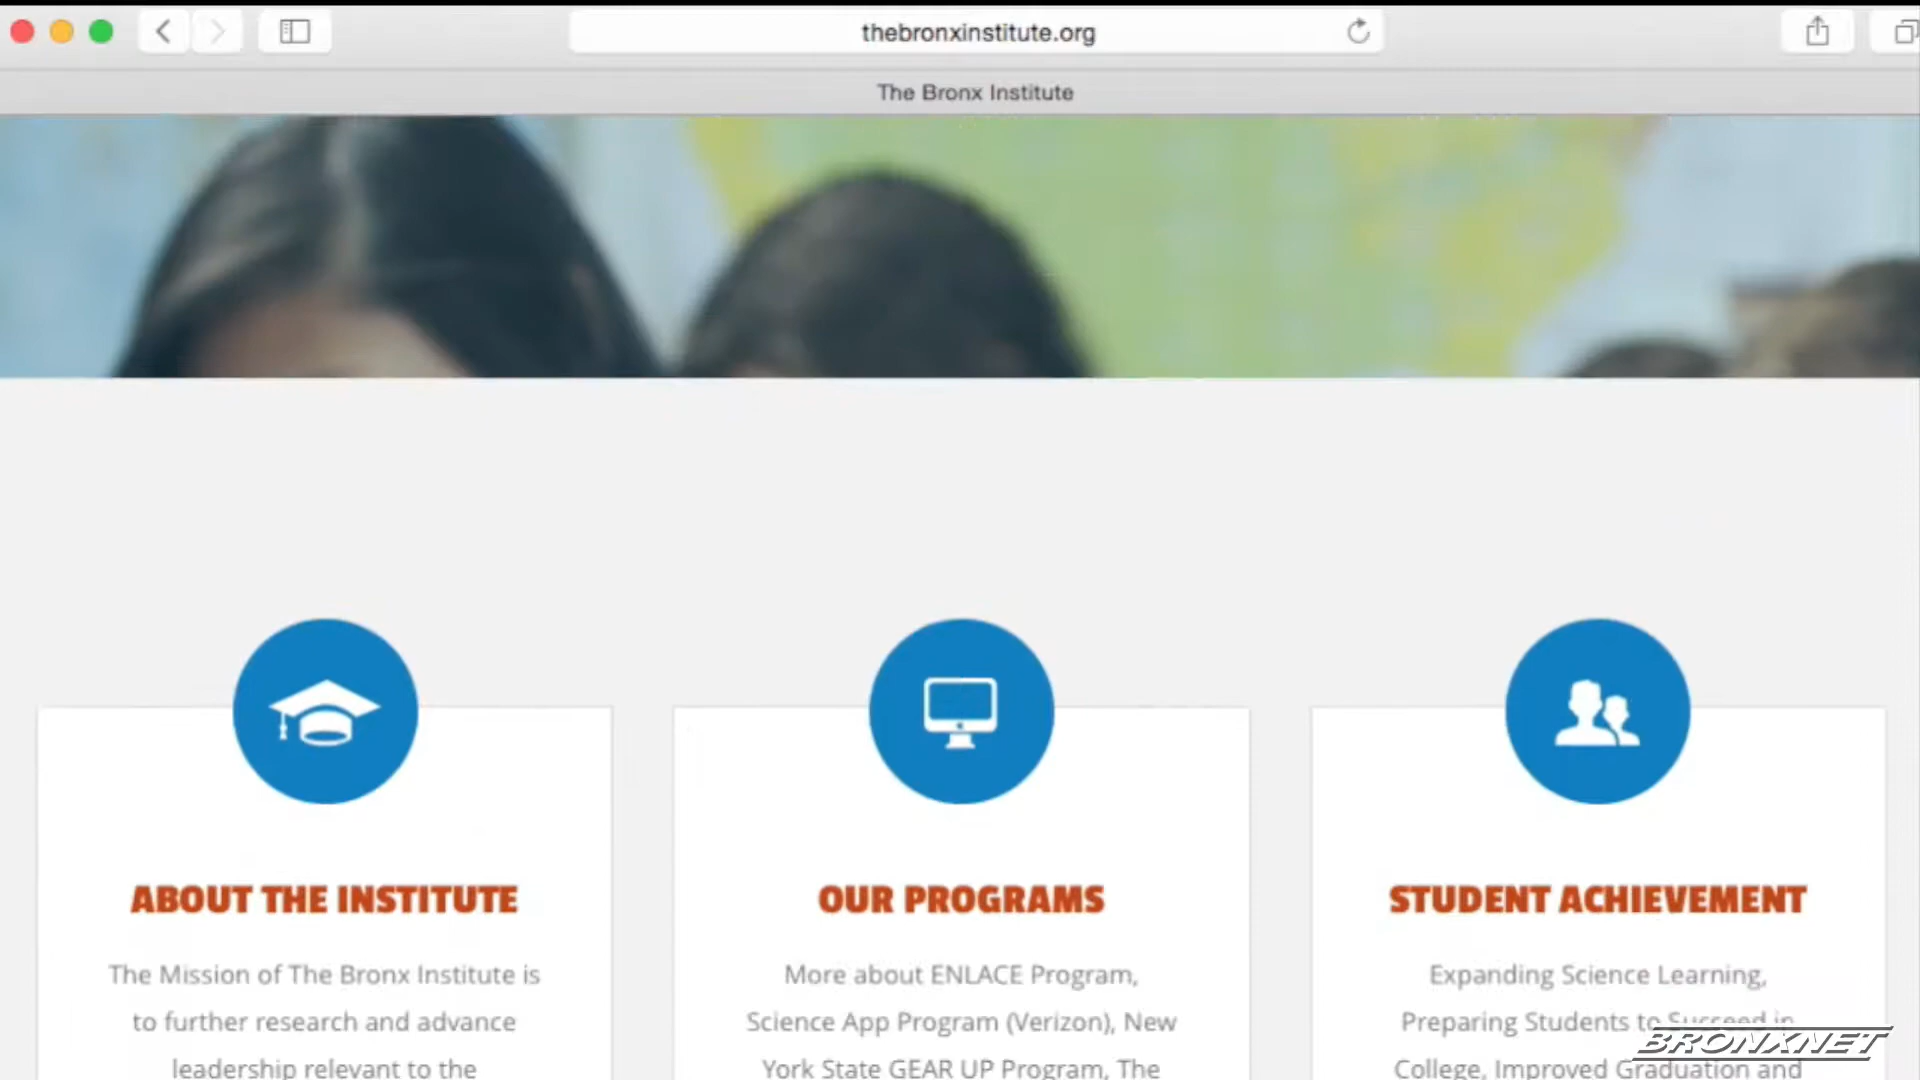 thebronxinstitute.org
The Bronx Institute
ABOUT THE INSTITUTE
The Mission of The Bronx Institute is
to further research and advance
leadership relevant to the
OUR PROGRAMS
More about ENLACE Program,
Science App Program (Verizon), New
York State GEAR UP Program, The
STUDENT ACHIEVEMENT
Expanding Science Learning,
Preparing Students to Succeed in
College, Improved Graduation and
BRONXNET